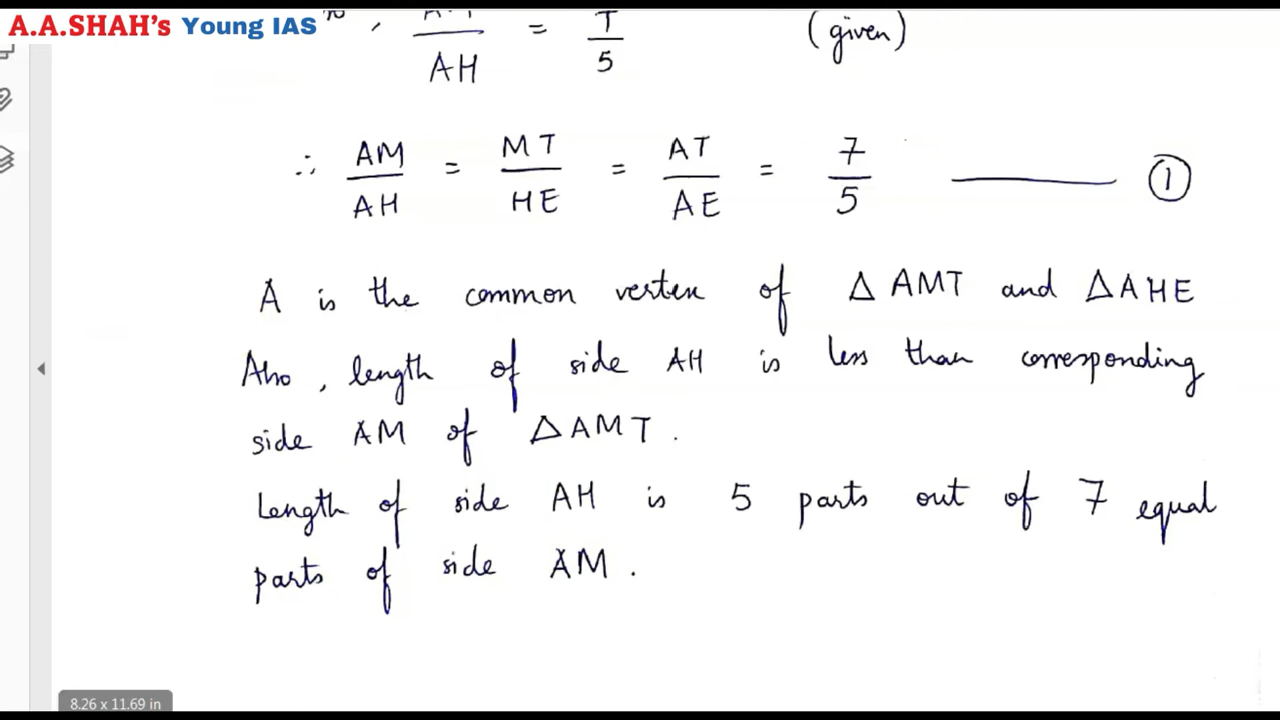 A.A.SHAH's Young IAS
AH = 7/5 (given)
∴ AM/AH = MT/HE = AT/AE = 7/5 ——— ①
A is the common vertex of Δ AMT and ΔAHE
Also, length of side AH is less than corresponding
side AM of ΔAMT.
Length of side AH is 5 parts out of 7 equal
parts of side AM.
8.26 x 11.69 in